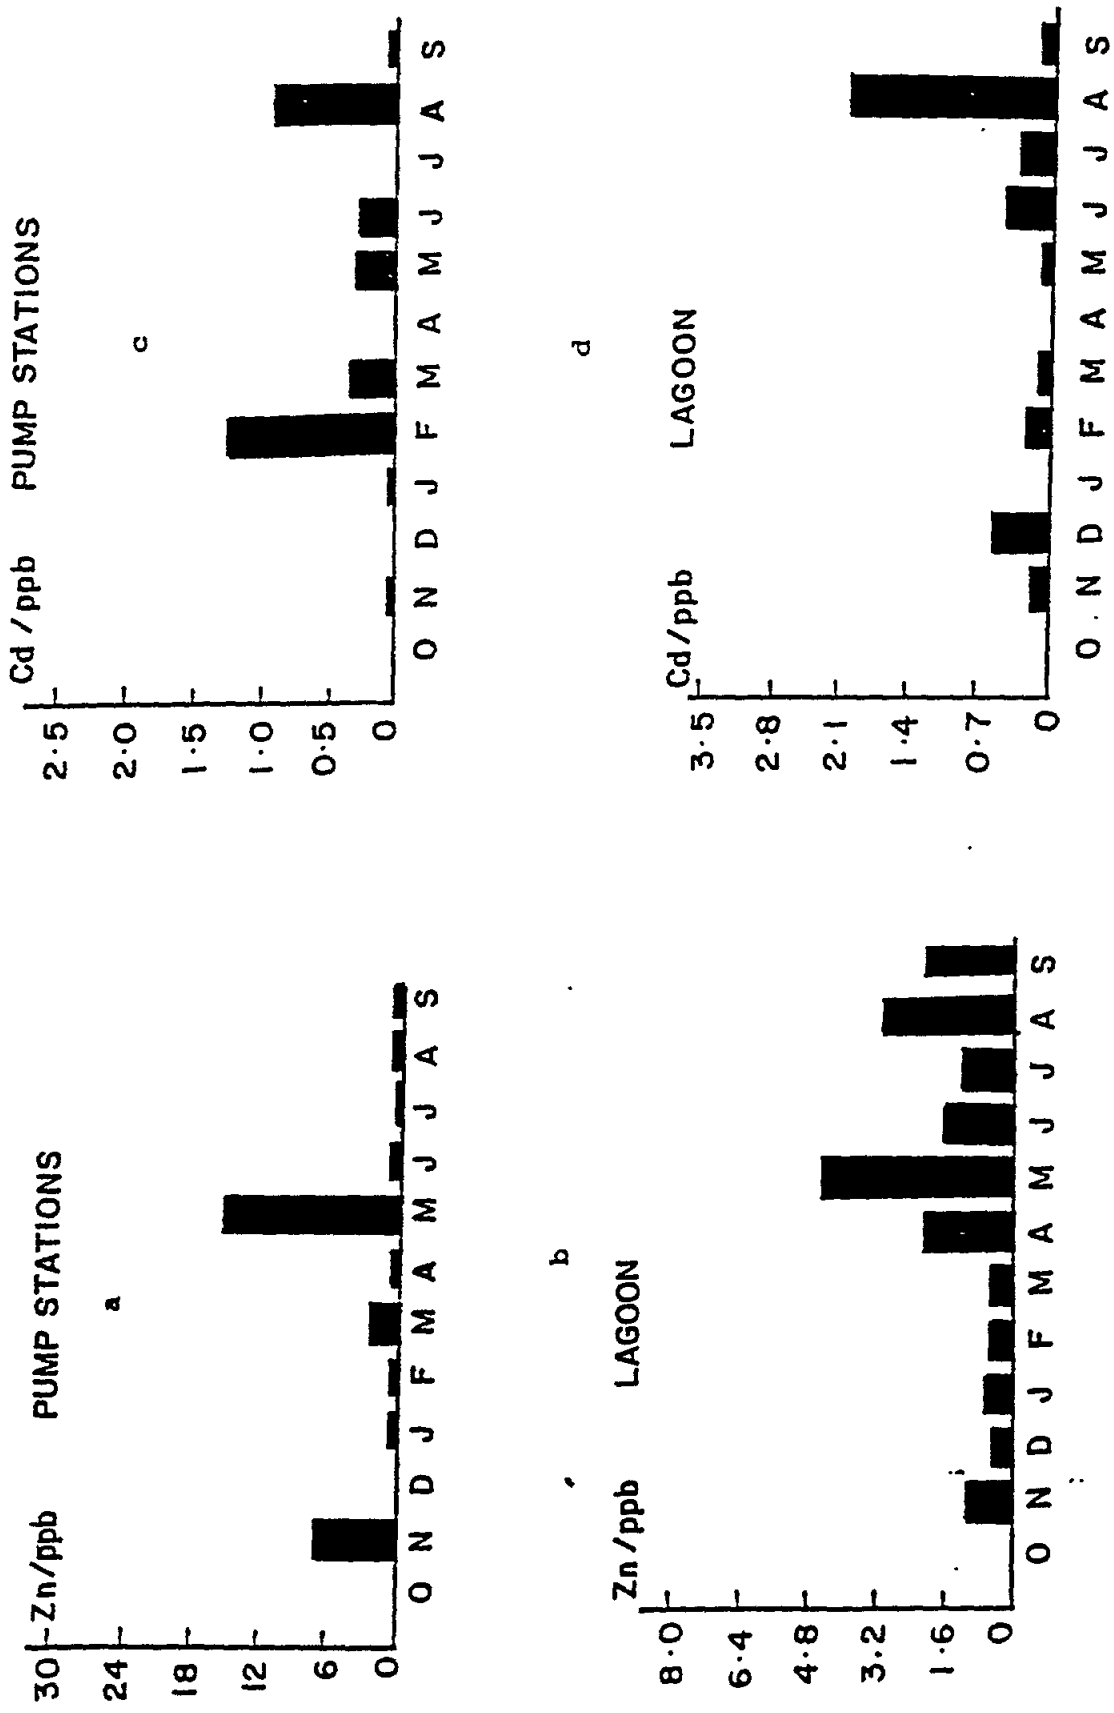 30 Zn/ppb PUMP STATIONS
a
24
18
12
6
0
O N D J F M A M J J A S
Zn/ppb LAGOON
b
8·0
6·4
4·8
3·2
1·6
0
O N D J F M A M J J A S
Cd/ppb PUMP STATIONS
c
2·5
2·0
1·5
1·0
0·5
0
O N D J F M A M J J A S
d
Cd/ppb LAGOON
3·5
2·8
2·1
1·4
0·7
0
O N D J F M A M J J A S